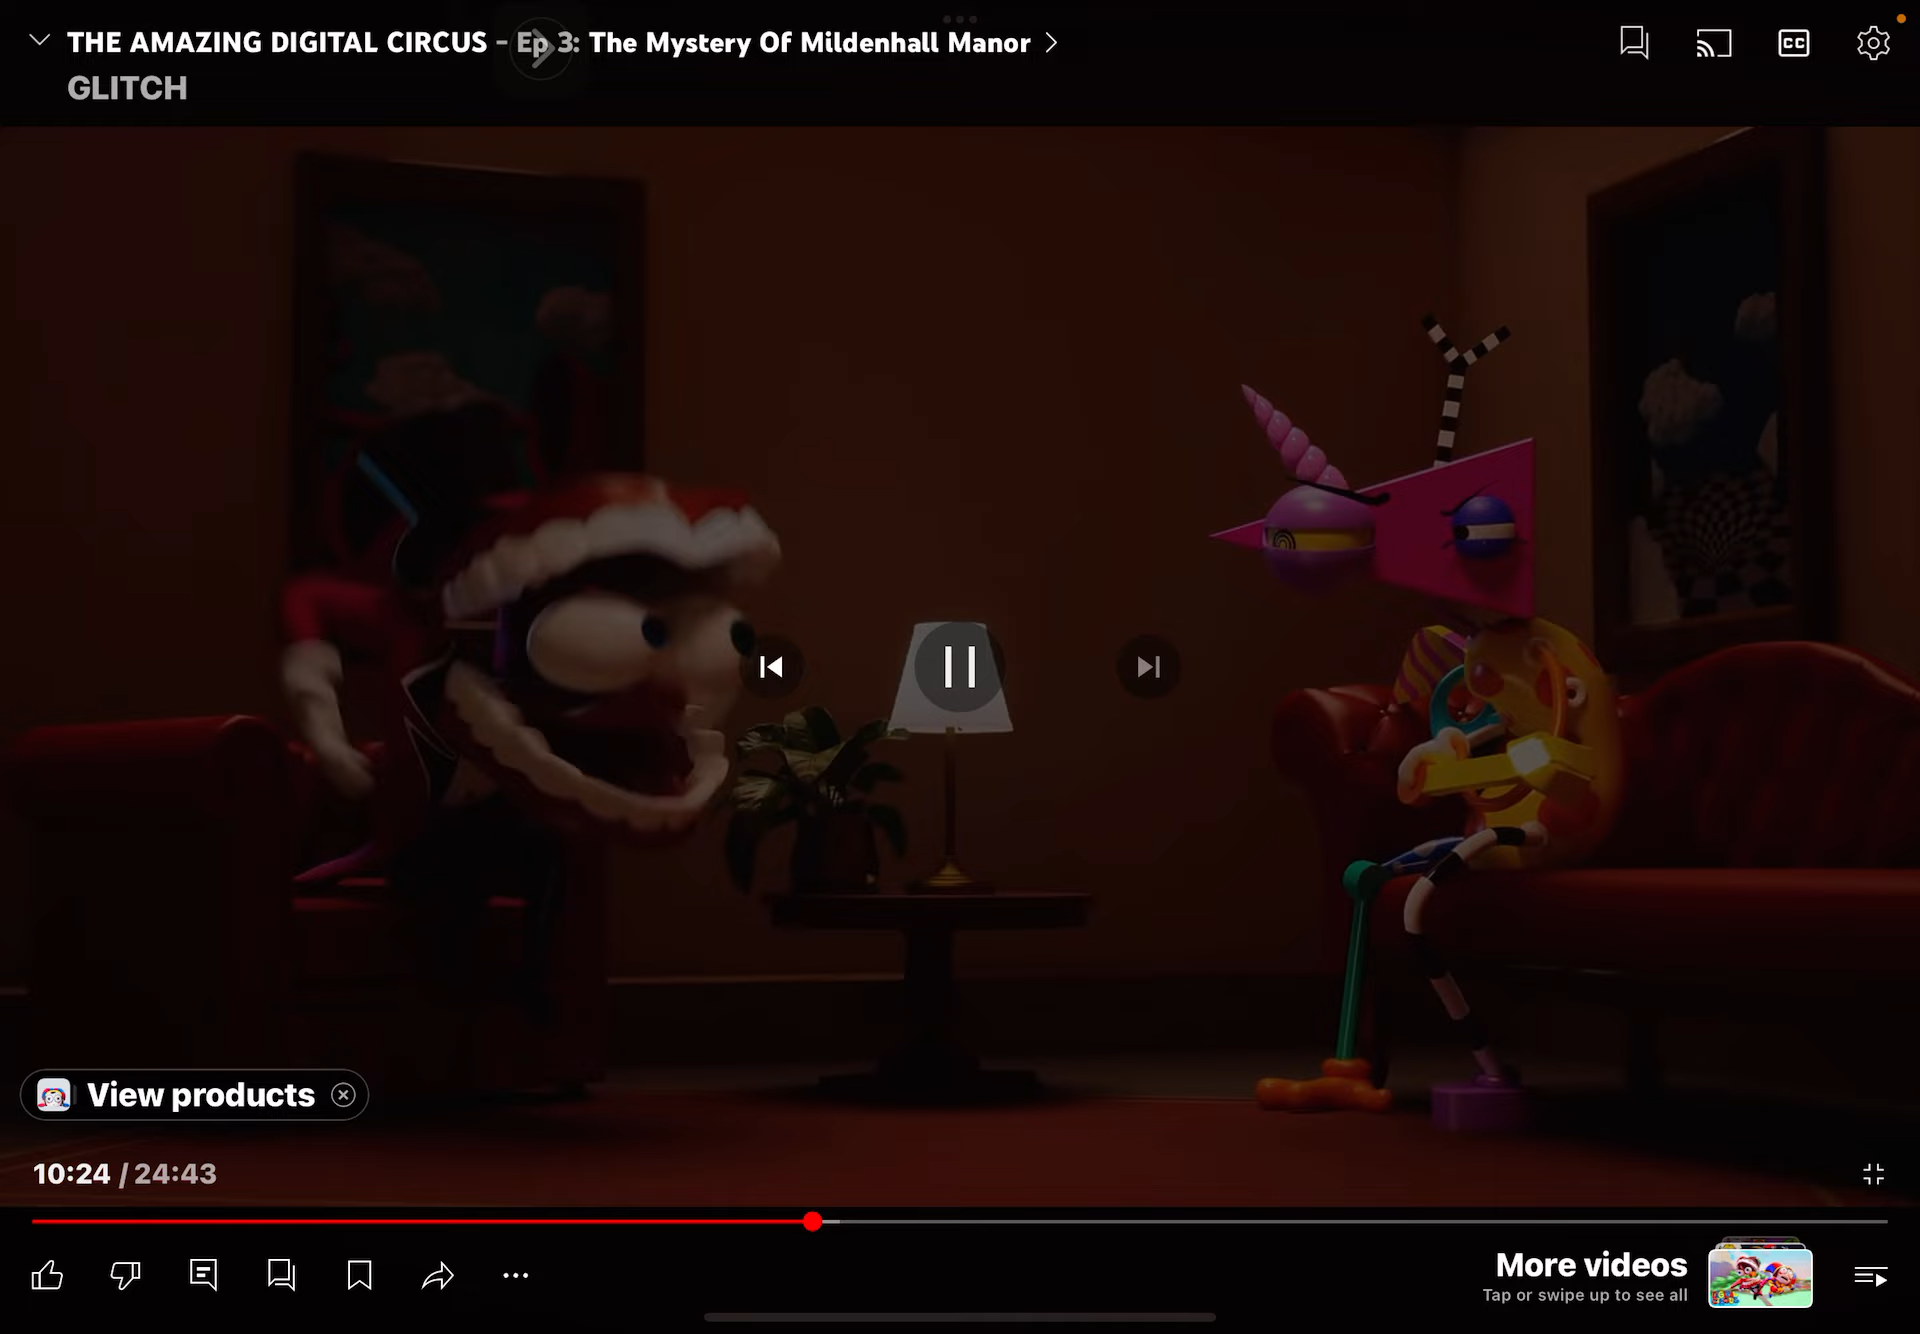 THE AMAZING DIGITAL CIRCUS - Ep 3: The Mystery Of Mildenhall Manor
GLITCH
CC
View products
10:24 / 24:43
More videos
Tap or swipe up to see all